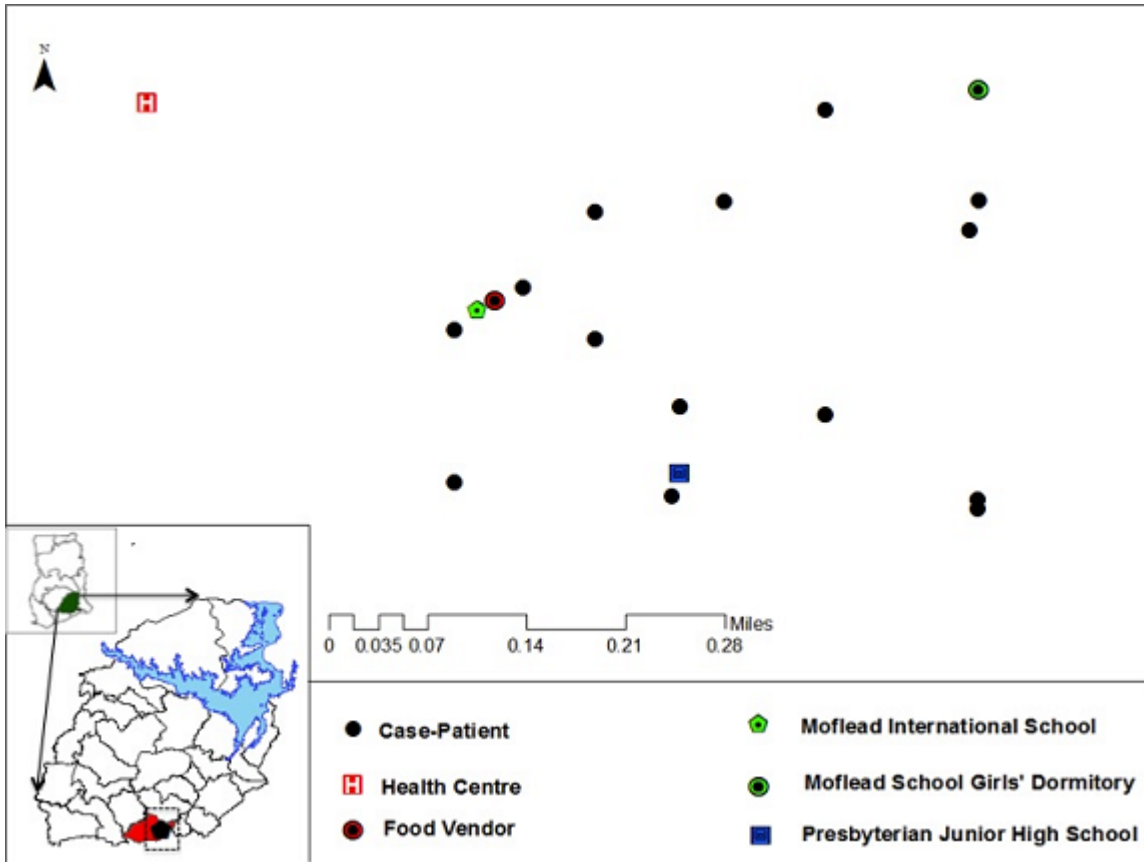 N
H
Miles
0 0.035 0.07 0.14 0.21 0.28
Case-Patient
Moflead International School
H Health Centre
Moflead School Girls' Dormitory
Food Vendor
Presbyterian Junior High School